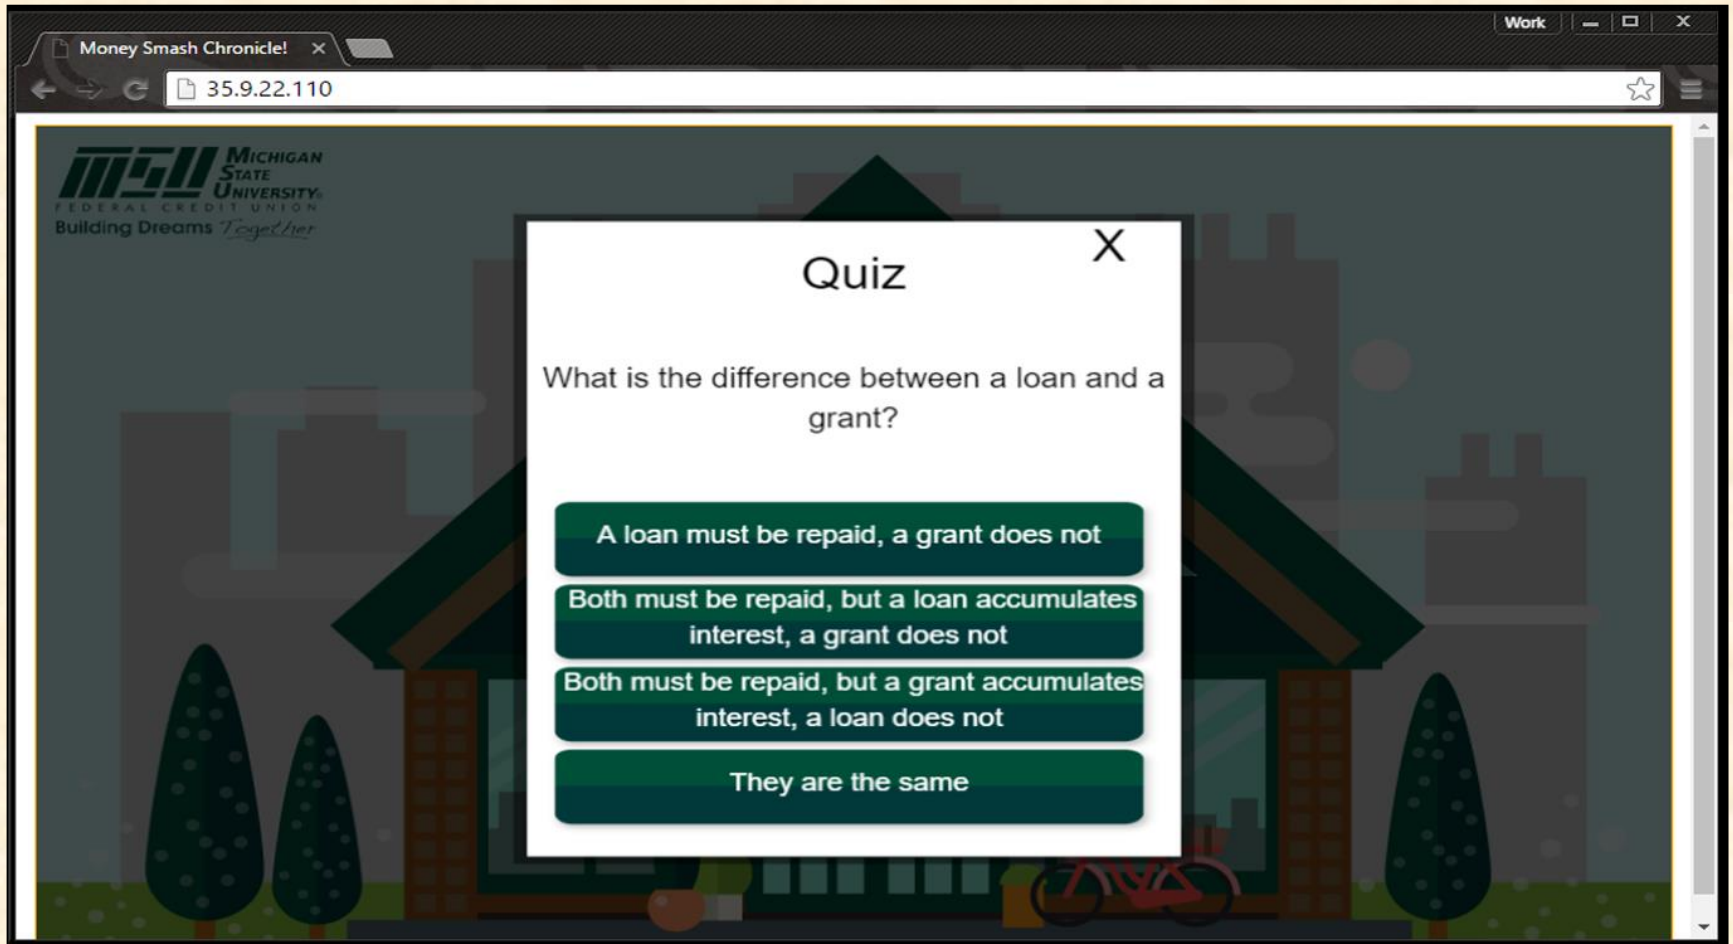 Work
Money Smash Chronicle!
35.9.22.110
MSU MICHIGAN
STATE
UNIVERSITY
FEDERAL CREDIT UNION
Building Dreams Together
X
Quiz
What is the difference between a loan and a
grant?
A loan must be repaid, a grant does not
Both must be repaid, but a loan accumulates
interest, a grant does not
Both must be repaid, but a grant accumulates
interest, a loan does not
They are the same